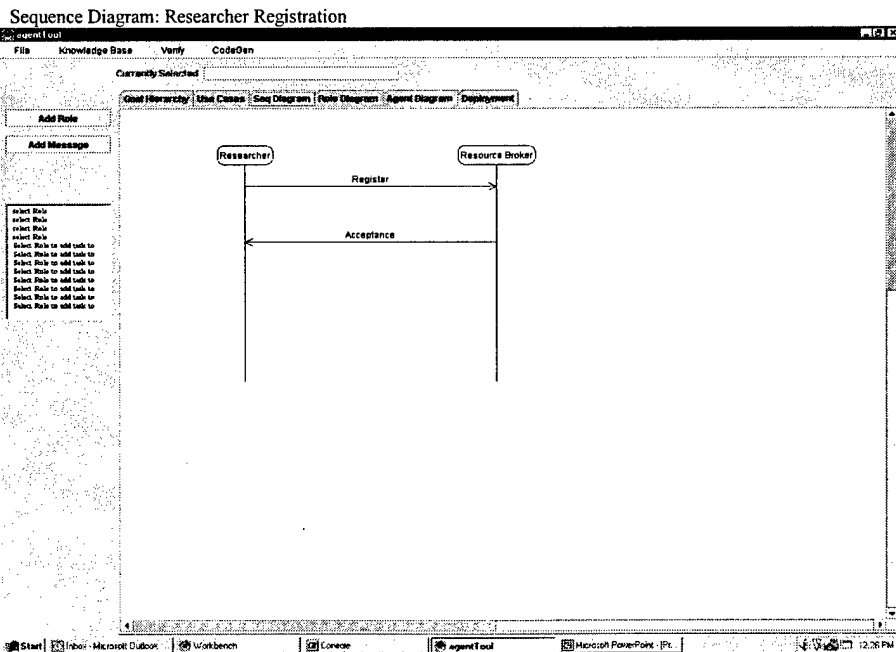 Sequence Diagram: Researcher Registration
agentTool
File Knowledge Base Verify CodeGen
Currently Selected
Goal Hierarchy Use Cases Seq Diagram Role Diagram Agent Diagram Deployment
Add Role
Add Message
Researcher
Resource Broker
Register
Acceptance
select Role
select Role
select Role
select Role
Select Role to add task to
Select Role to add task to
Select Role to add task to
Select Role to add task to
Select Role to add task to
Select Role to add task to
Select Role to add task to
Select Role to add task to
Start Inbox - Microsoft Outlook Workbench agentTool Microsoft PowerPoint - [Pr... 12:26 PM